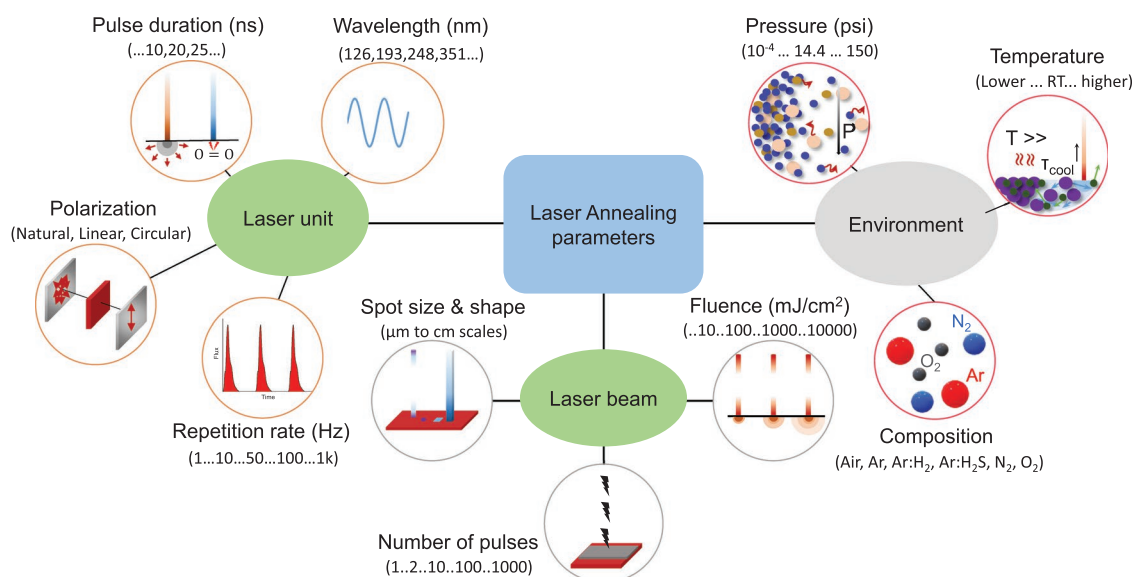 Pulse duration (ns)
(...10,20,25...)
O = O
Wavelength (nm)
(126,193,248,351...)
Pressure (psi)
(10⁻⁴ ... 14.4 ... 150)
P
Temperature
(Lower ... RT... higher)
T >>
τcool
Polarization
(Natural, Linear, Circular)
Laser unit
Laser Annealing
parameters
Environment
Flux
Time
Repetition rate (Hz)
(1...10...50...100...1k)
Spot size & shape
(µm to cm scales)
Laser beam
Fluence (mJ/cm²)
(..10..100..1000..10000)
N₂
O₂
Ar
Composition
(Air, Ar, Ar:H₂, Ar:H₂S, N₂, O₂)
Number of pulses
(1..2..10..100..1000)